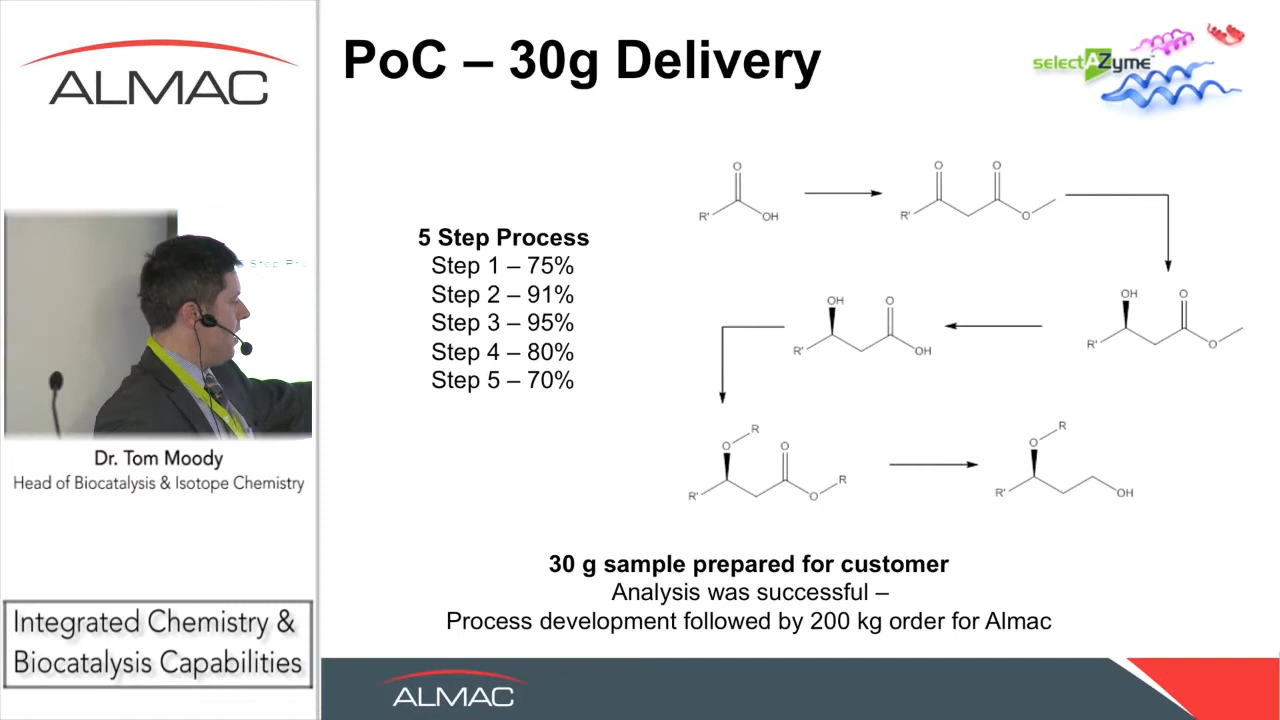 ALMAC
PoC – 30g Delivery
selectAZyme™
5 Step Process
Step 1 – 75%
Step 2 – 91%
Step 3 – 95%
Step 4 – 80%
Step 5 – 70%
O
R'
OH
O
O
R'
O
OH
O
R'
OH
OH
O
R'
O
O
R
O
R'
O
R
O
R
R'
OH
Step Pr
Dr. Tom Moody
Head of Biocatalysis & Isotope Chemistry
30 g sample prepared for customer
Analysis was successful –
Process development followed by 200 kg order for Almac
Integrated Chemistry &
Biocatalysis Capabilities
ALMAC